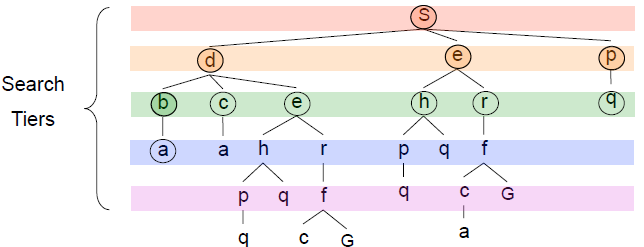 S
d e p
Search
Tiers
b c e h r q
a a h r p q f
p q f q c G
q c G a